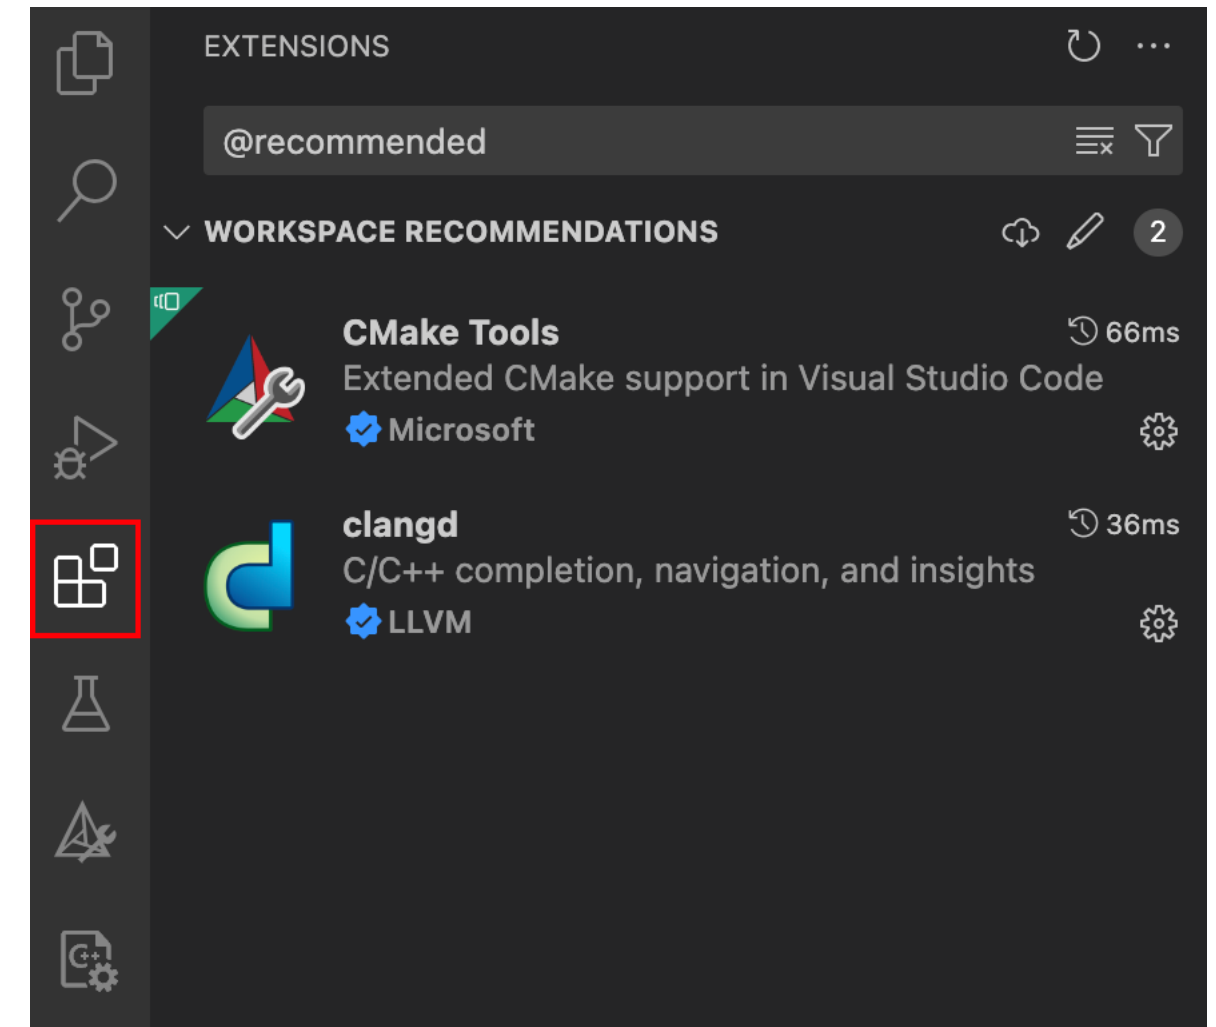 EXTENSIONS
@recommended
WORKSPACE RECOMMENDATIONS 2
CMake Tools 66ms
Extended CMake support in Visual Studio Code
Microsoft
clangd 36ms
C/C++ completion, navigation, and insights
LLVM
C++